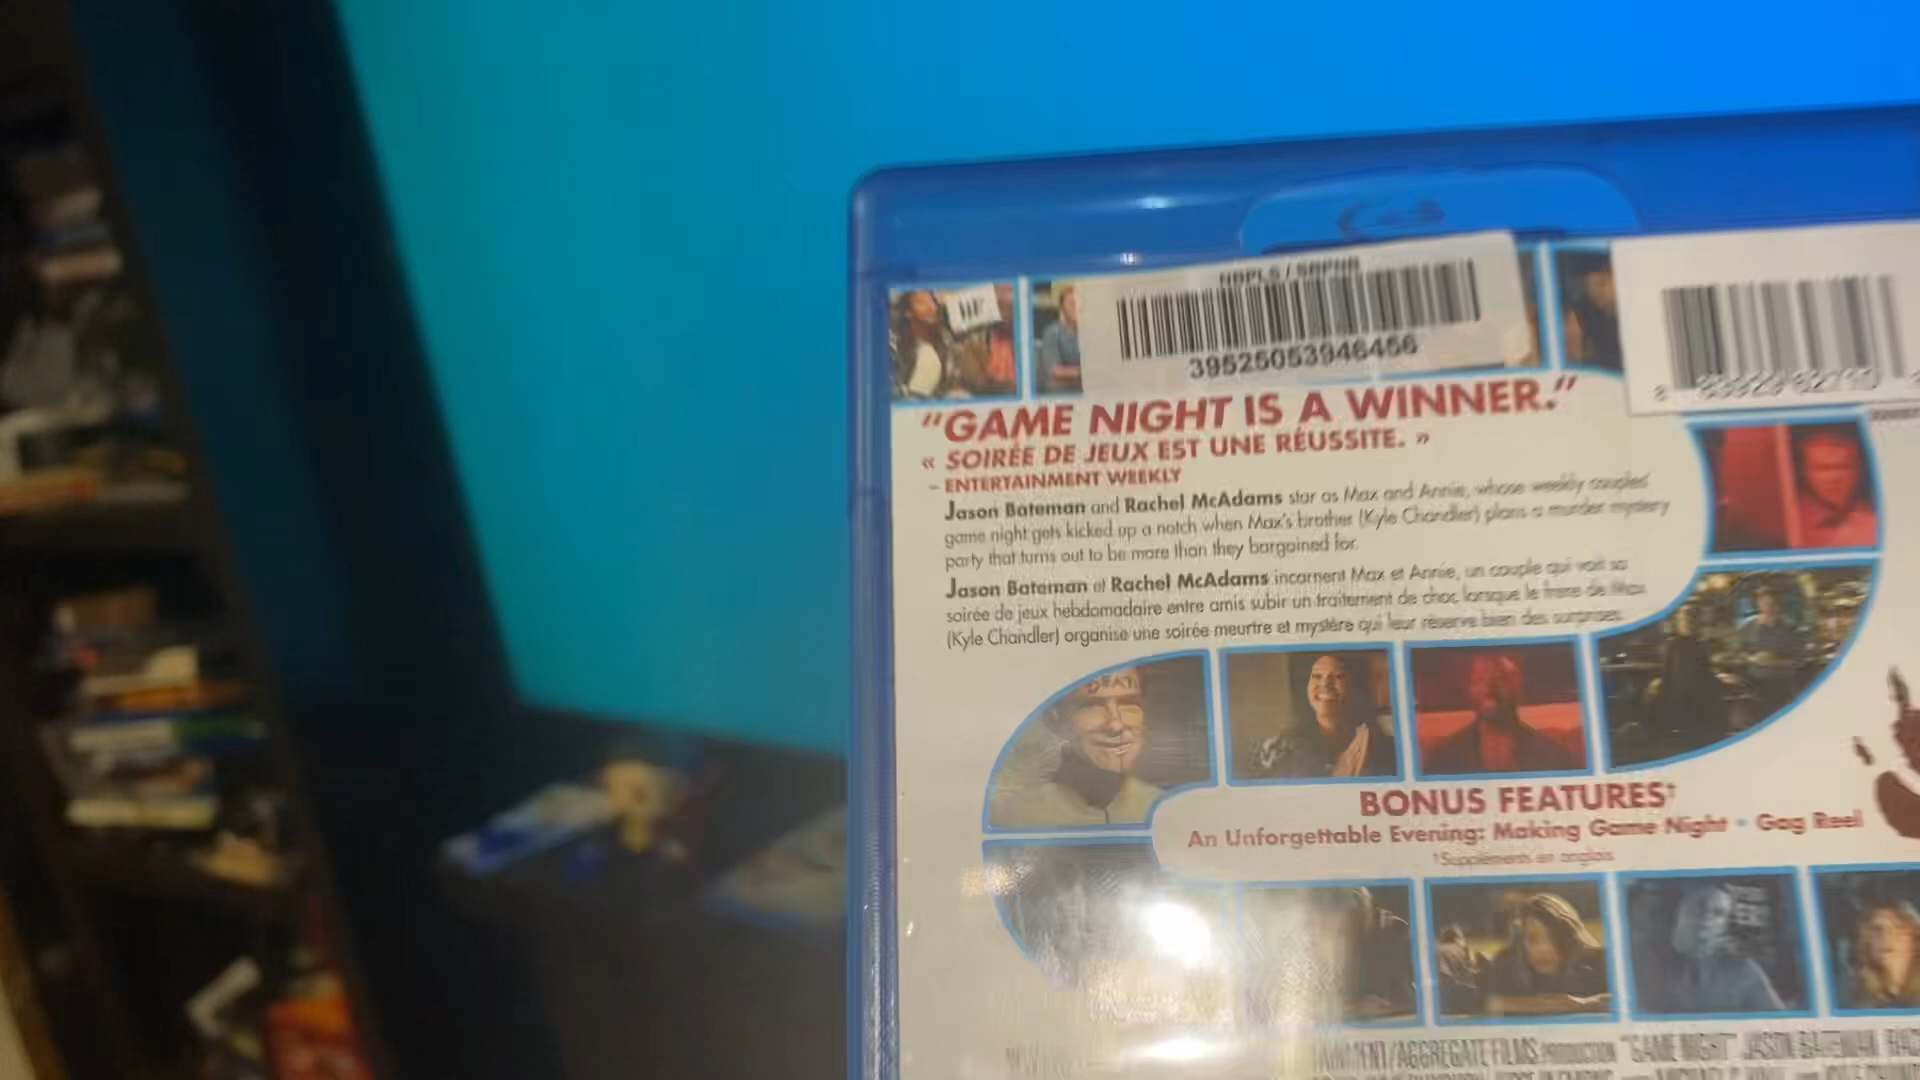 NBPLS / SBPNB
39525053946456
"GAME NIGHT IS A WINNER."
« SOIRÉE DE JEUX EST UNE RÉUSSITE. »
– ENTERTAINMENT WEEKLY
Jason Bateman and Rachel McAdams star as Max and Annie, whose weekly couples'
game night gets kicked up a notch when Max's brother (Kyle Chandler) plans a murder mystery
party that turns out to be more than they bargained for.
Jason Bateman et Rachel McAdams incarnent Max et Annie, un couple qui voit sa
soirée de jeux hebdomadaire entre amis subir un traitement de choc lorsque le frère de Max
(Kyle Chandler) organise une soirée meurtre et mystère qui leur réserve bien des surprises.
BONUS FEATURES†
An Unforgettable Evening: Making Game Night • Gag Reel
†Suppléments en anglais
/AGGREGATE FILMS PRODUCTION "GAME NIGHT" JASON BATEMAN